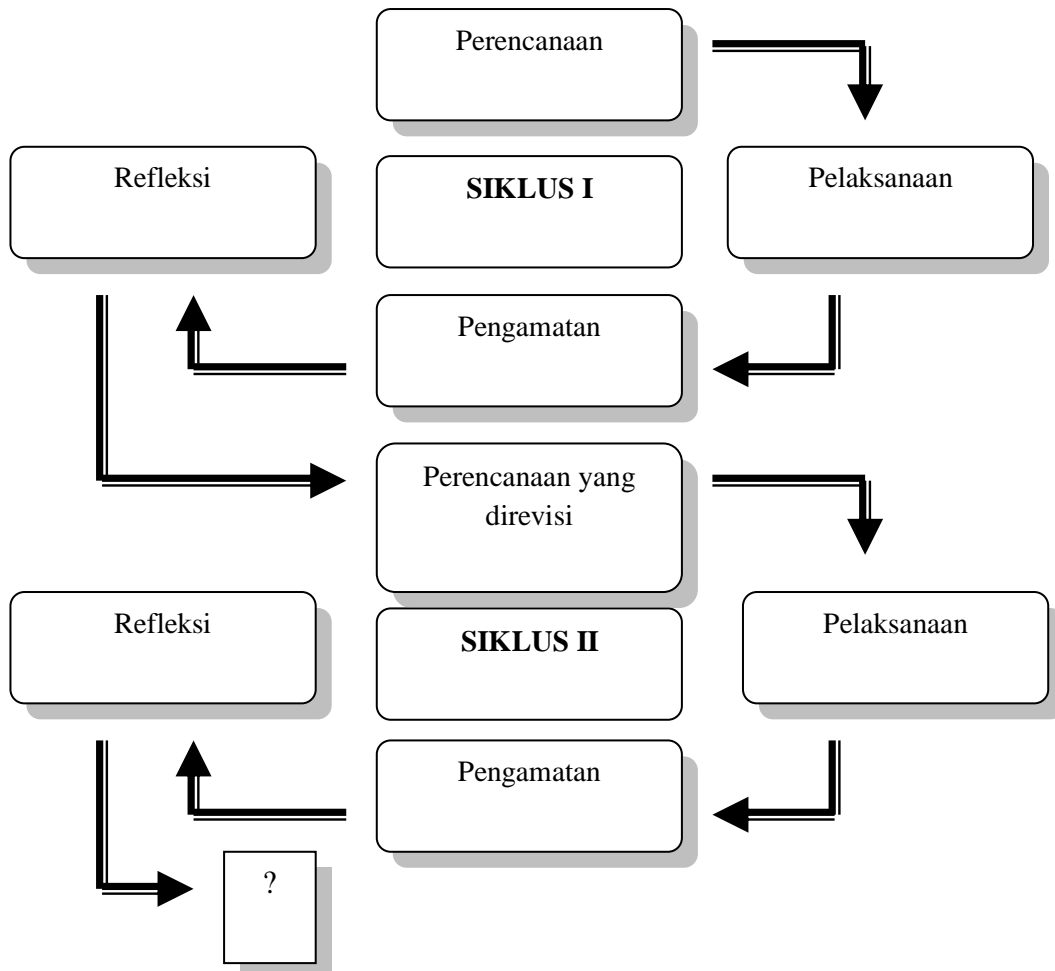 Perencanaan
Refleksi
SIKLUS I
Pelaksanaan
Pengamatan
Perencanaan yang
direvisi
Refleksi
SIKLUS II
Pelaksanaan
Pengamatan
?